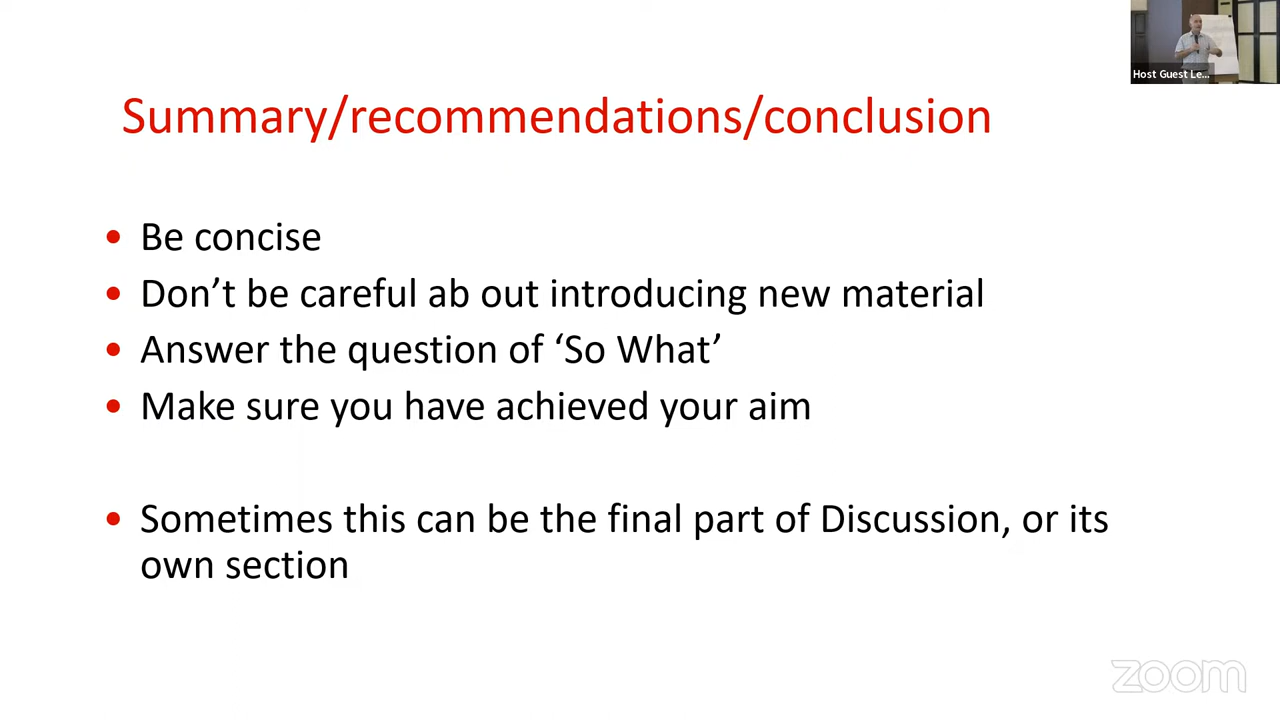 Host Guest Le...
Summary/recommendations/conclusion
• Be concise
• Don’t be careful ab out introducing new material
• Answer the question of ‘So What’
• Make sure you have achieved your aim
• Sometimes this can be the final part of Discussion, or its
own section
zoom